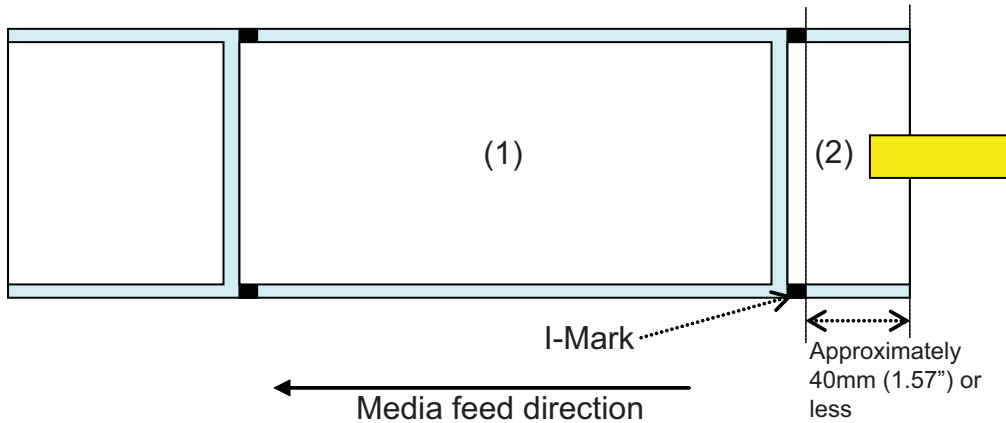 (1)
(2)
I-Mark
Approximately
40mm (1.57”) or
less
Media feed direction